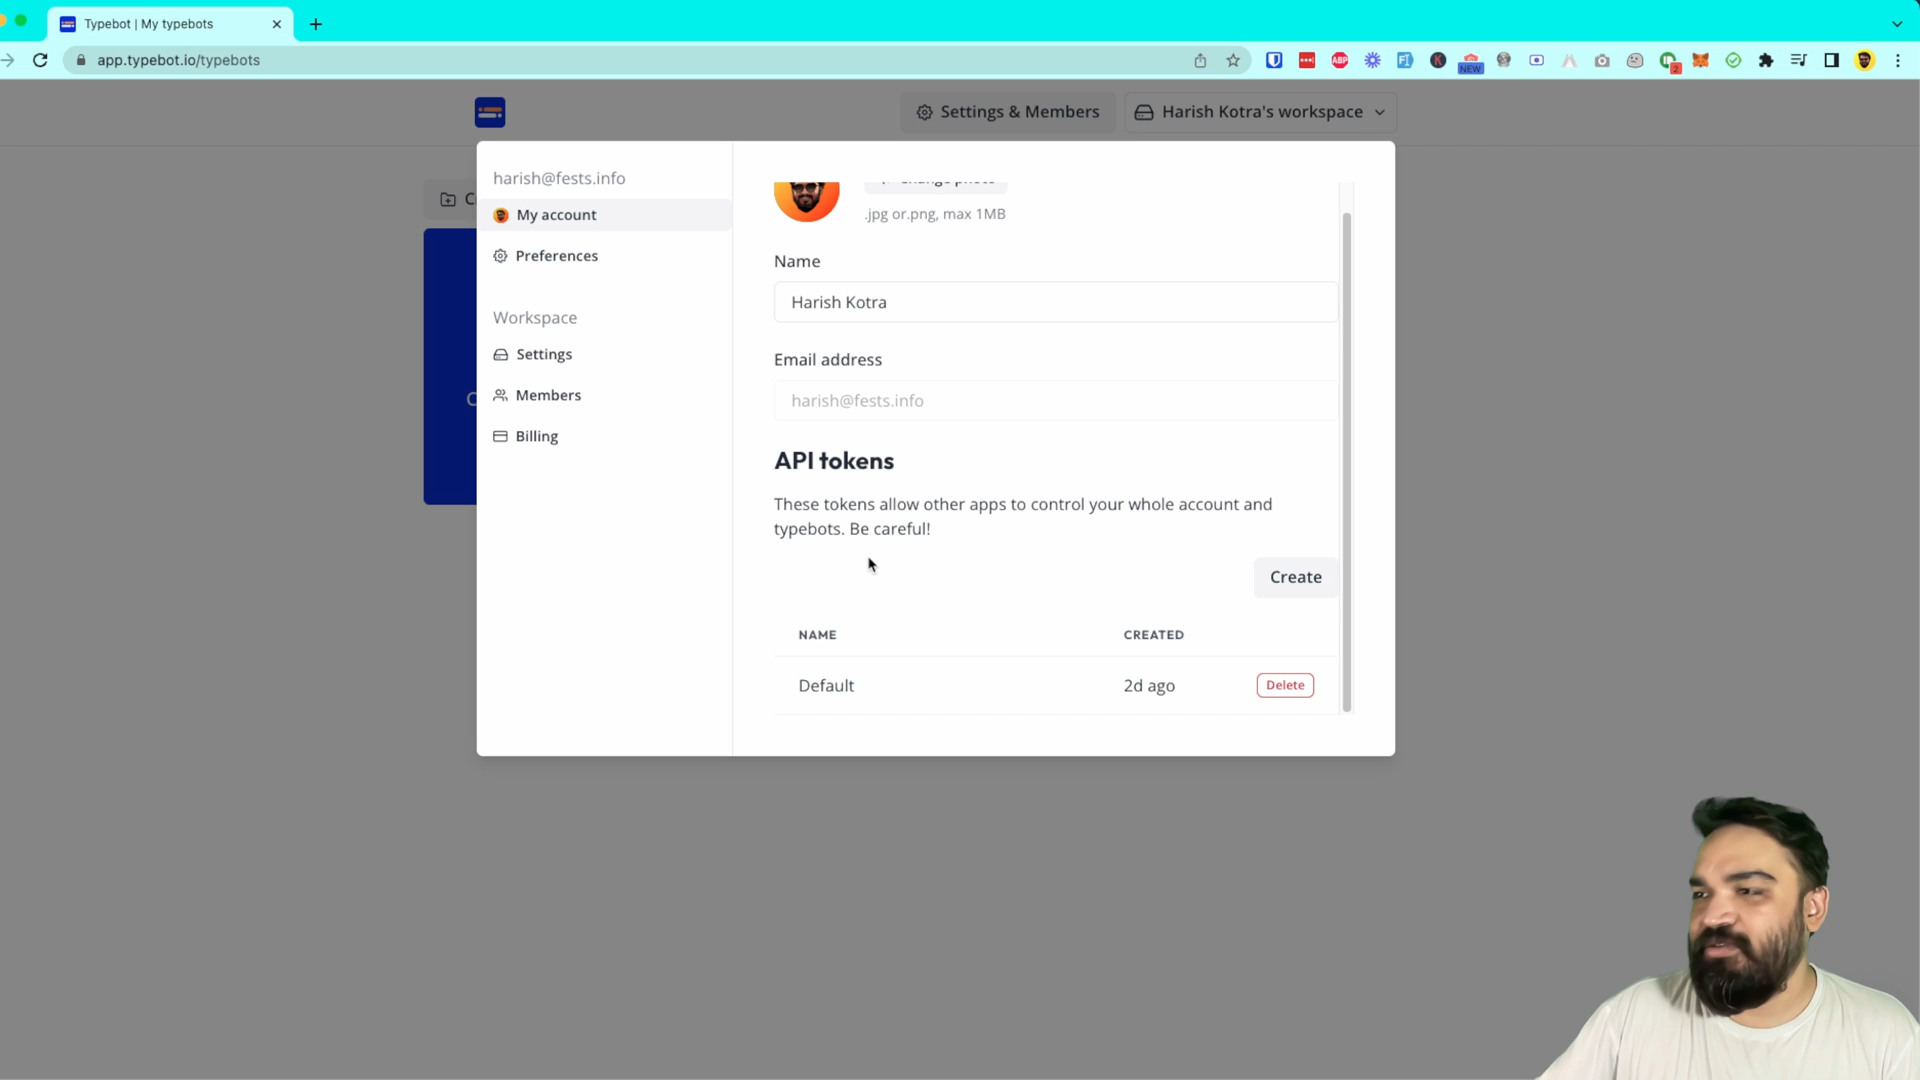 Typebot | My typebots
app.typebot.io/typebots
NEW
2
Settings & Members
Harish Kotra's workspace
harish@fests.info
My account
Preferences
Workspace
Settings
Members
Billing
.jpg or.png, max 1MB
Name
Harish Kotra
Email address
harish@fests.info
API tokens
These tokens allow other apps to control your whole account and
typebots. Be careful!
Create
NAME CREATED
Default 2d ago Delete